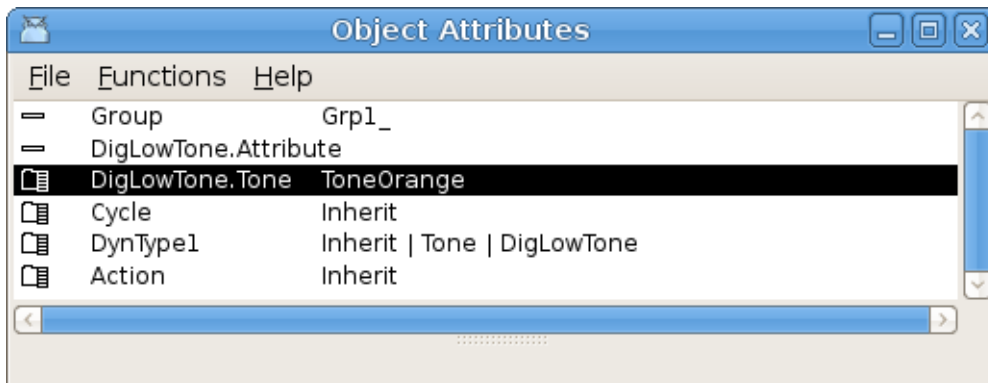 Object Attributes
File Functions Help
Group Grp1_
DigLowTone.Attribute
DigLowTone.Tone ToneOrange
Cycle Inherit
DynType1 Inherit | Tone | DigLowTone
Action Inherit